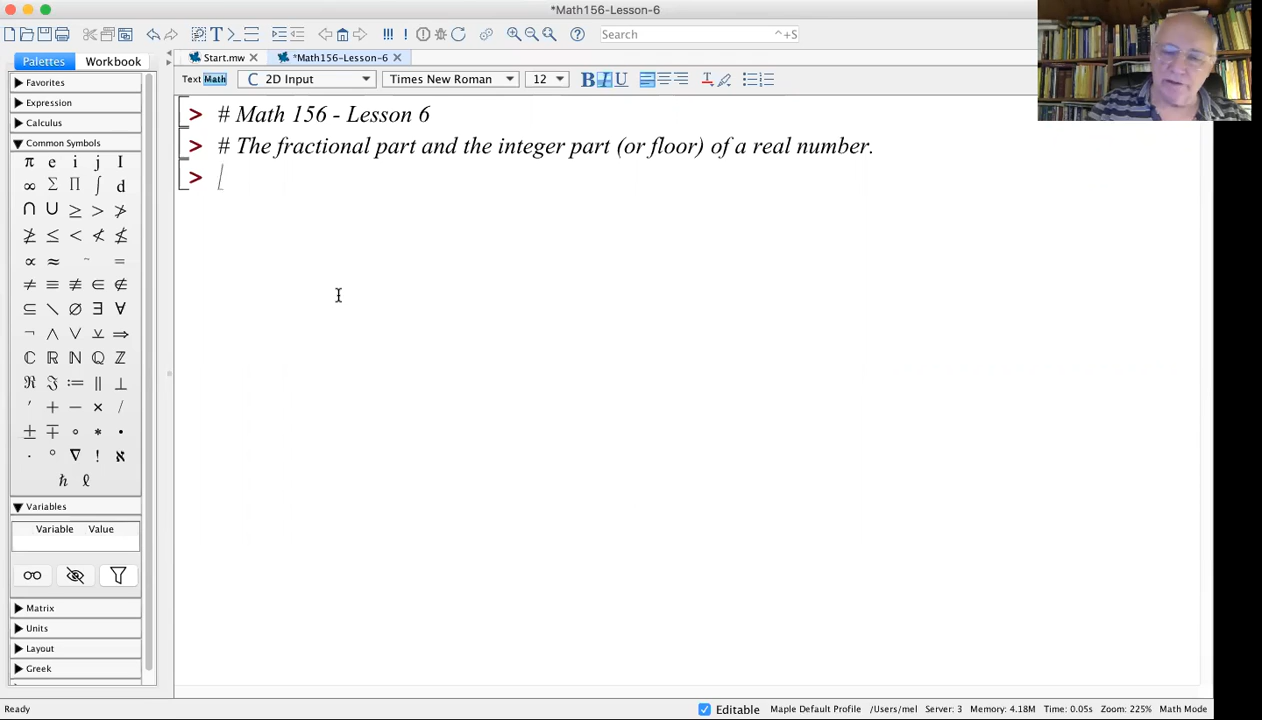 *Math156-Lesson-6
Search
^+S
Palettes Workbook
Start.mw
*Math156-Lesson-6
Text Math C 2D Input Times New Roman 12 B I U
Favorites
Expression
Calculus
Common Symbols
π e i j I
∞ Σ Π ∫ d
∩ ∪ ≥ > ≯
≱ ≤ < ≮ ≰
∝ ≈ ~ =
≠ ≡ ≢ ∈ ∉
⊆ \ ∅ ∃ ∀
¬ ∧ ∨ ⊻ ⇒
ℂ ℝ ℕ ℚ ℤ
ℜ ℑ := ∥ ⊥
′ + − × /
± ∓ ∘ * •
· ° ∇ ! ℵ
ℏ ℓ
Variables
Variable Value
Matrix
Units
Layout
Greek
> # Math 156 - Lesson 6
> # The fractional part and the integer part (or floor) of a real number.
>
Ready
Editable Maple Default Profile /Users/mel Server: 3 Memory: 4.18M Time: 0.05s Zoom: 225% Math Mode